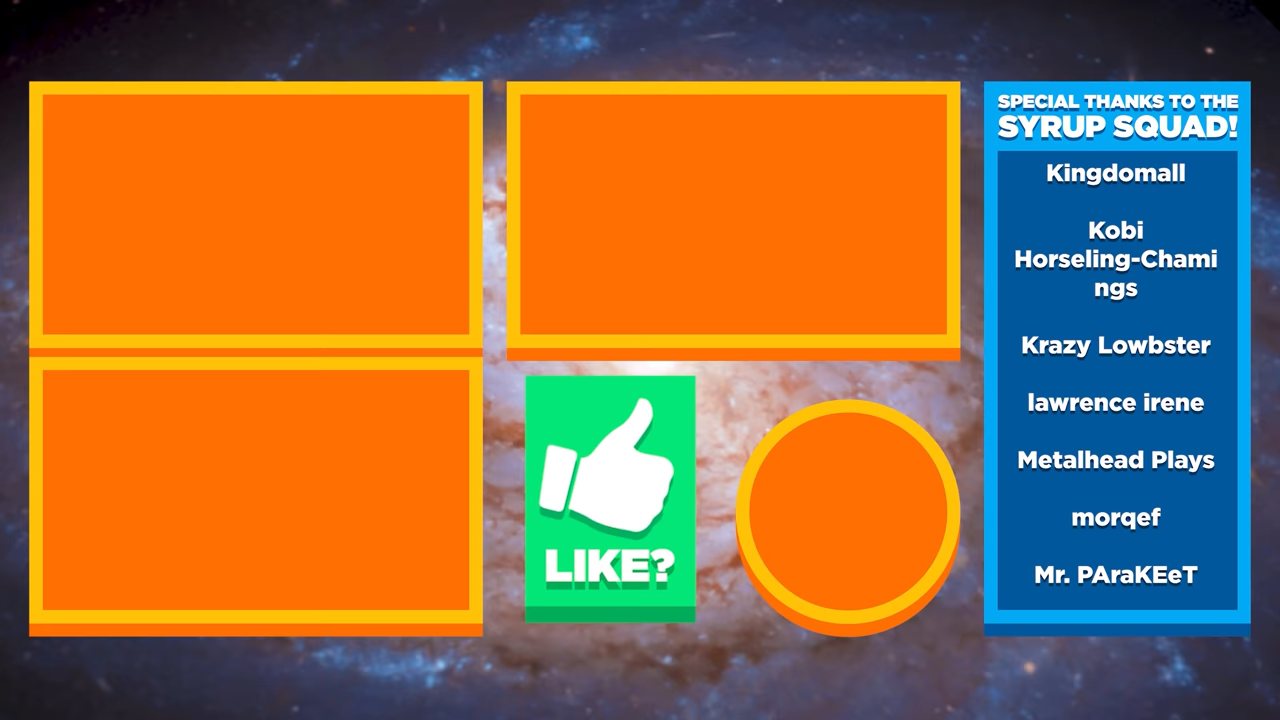 LIKE?
SPECIAL THANKS TO THE
SYRUP SQUAD!
Kingdomall
Kobi
Horseling-Chami
ngs
Krazy Lowbster
lawrence irene
Metalhead Plays
morqef
Mr. PAraKEeT